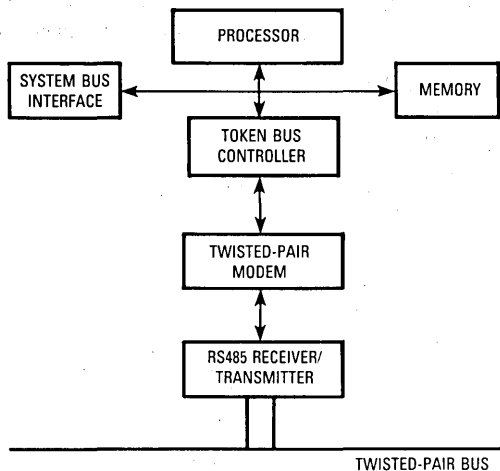 PROCESSOR
SYSTEM BUS
INTERFACE
MEMORY
TOKEN BUS
CONTROLLER
TWISTED-PAIR
MODEM
RS485 RECEIVER/
TRANSMITTER
TWISTED-PAIR BUS